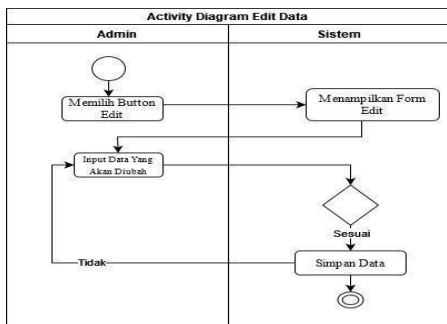 Activity Diagram Edit Data
Admin
Sistem
Memilih Button
Edit
Menampilkan Form
Edit
Input Data Yang
Akan Diubah
Sesuai
Tidak
Simpan Data